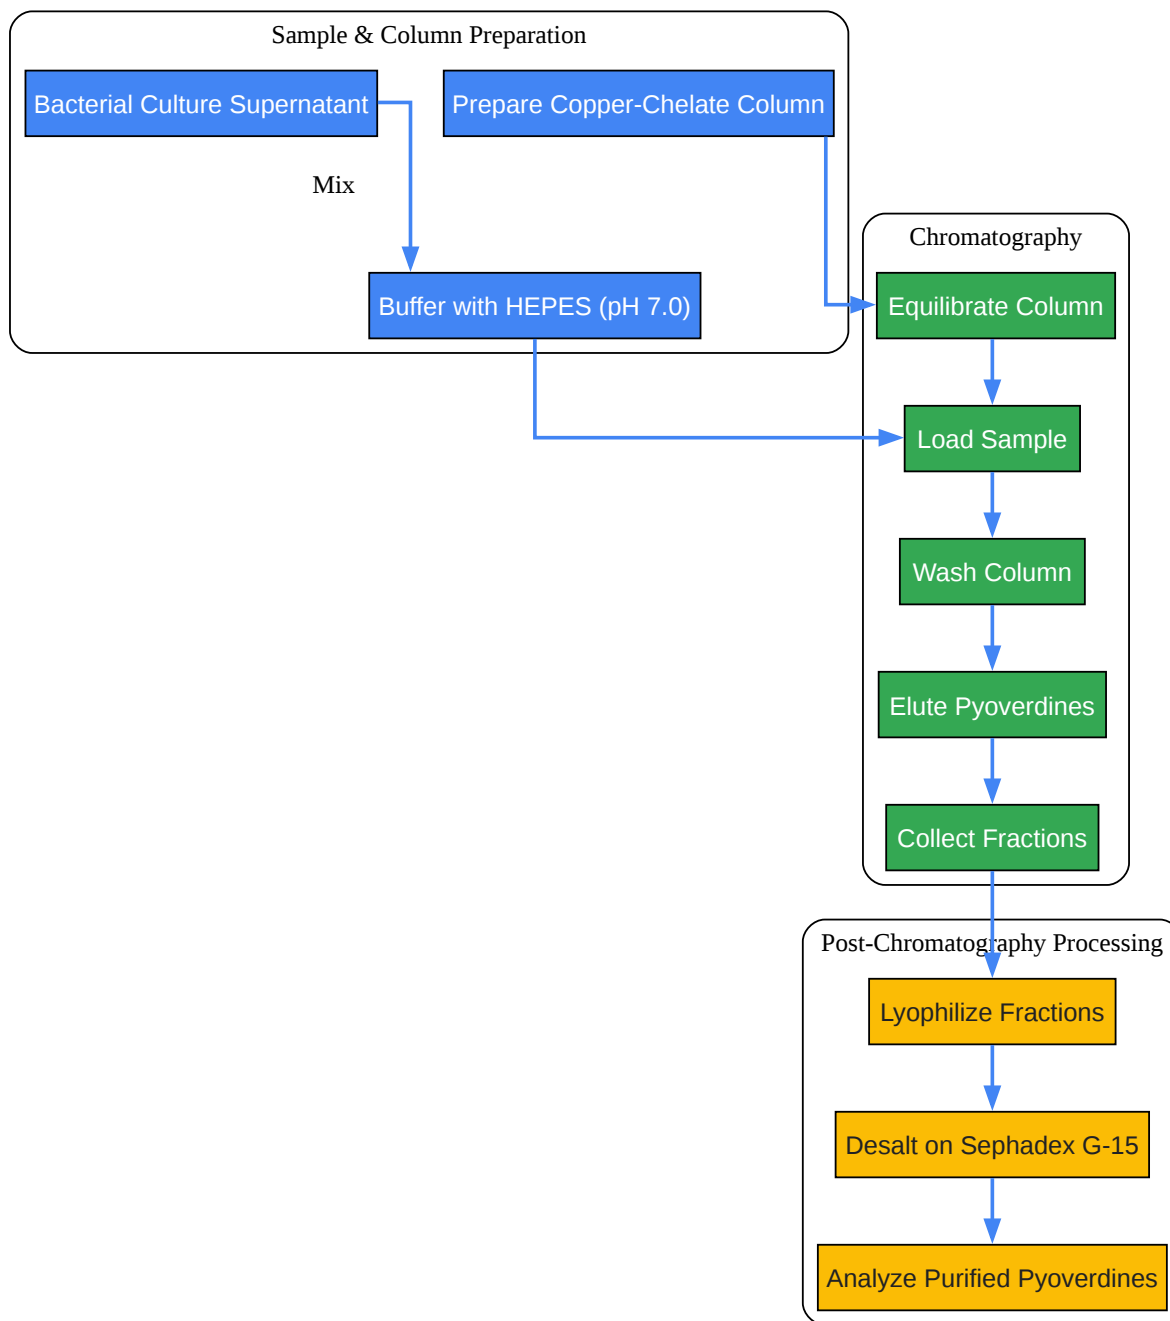 Sample & Column Preparation
Bacterial Culture Supernatant
Prepare Copper-Chelate Column
Mix
Buffer with HEPES (pH 7.0)
Chromatography
Equilibrate Column
Load Sample
Wash Column
Elute Pyoverdines
Collect Fractions
Post-Chromatography Processing
Lyophilize Fractions
Desalt on Sephadex G-15
Analyze Purified Pyoverdines